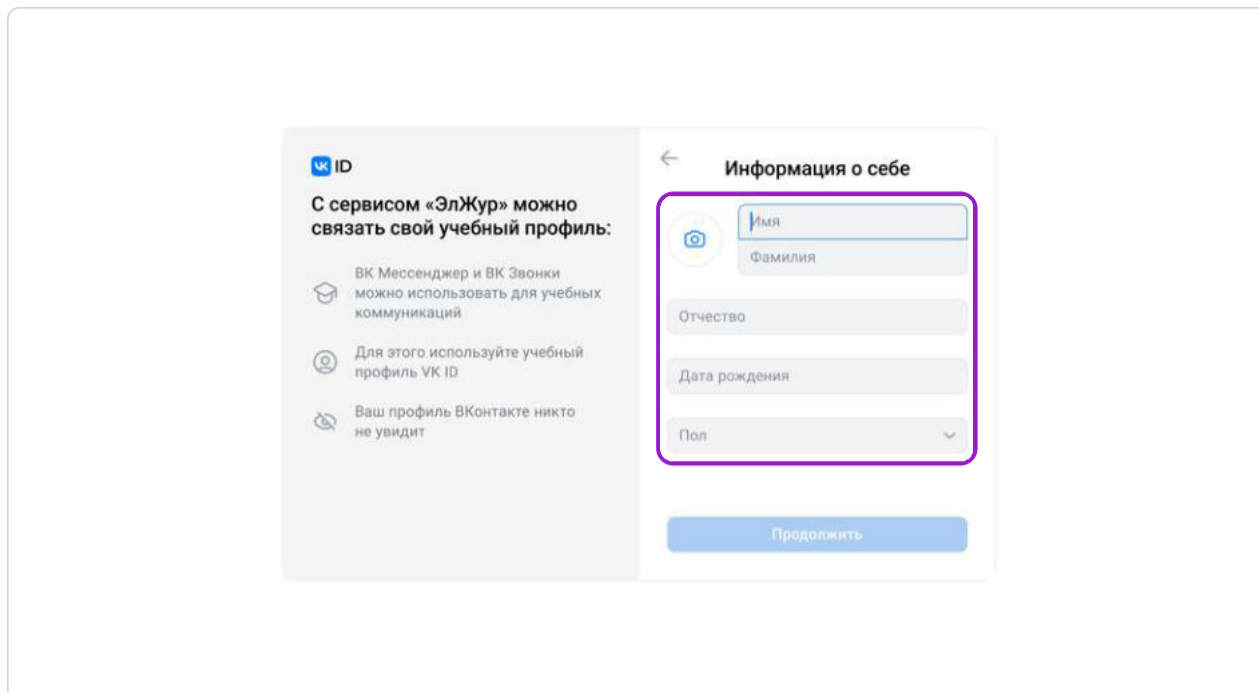 VK ID
С сервисом «ЭлЖур» можно
связать свой учебный профиль:
ВК Мессенджер и ВК Звонки
можно использовать для учебных
коммуникаций
Для этого используйте учебный
профиль VK ID
Ваш профиль ВКонтакте никто
не увидит
Информация о себе
Имя
Фамилия
Отчество
Дата рождения
Пол
Продолжить